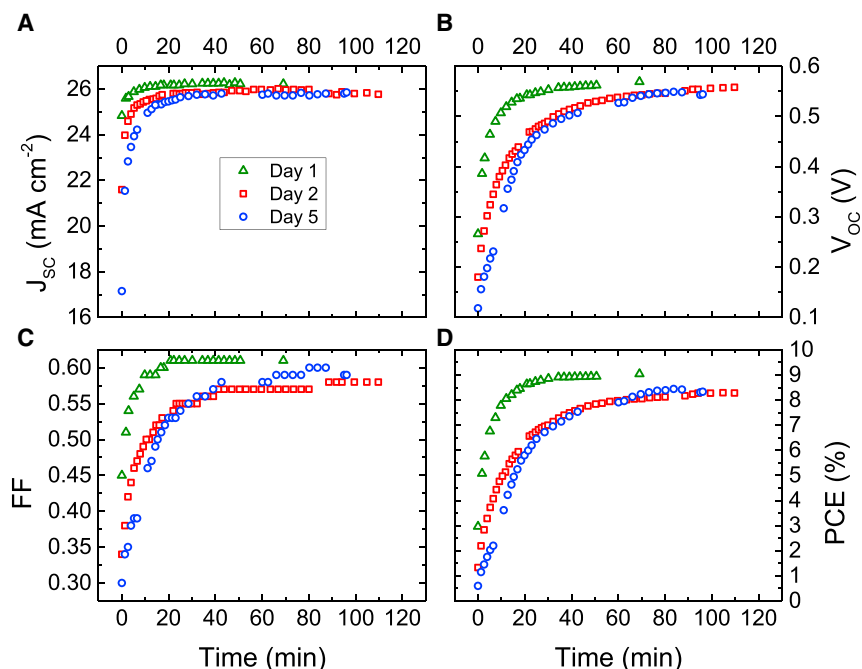 A
B
0 20 40 60 80 100 120
0 20 40 60 80 100 120
26
24
22
20
18
16
J_SC (mA cm⁻²)
Day 1
Day 2
Day 5
0.6
0.5
0.4
0.3
0.2
0.1
V_OC (V)
C
D
0.60
0.55
0.50
0.45
0.40
0.35
0.30
FF
10
9
8
7
6
5
4
3
2
1
0
PCE (%)
0 20 40 60 80 100 120
0 20 40 60 80 100 120
Time (min)
Time (min)